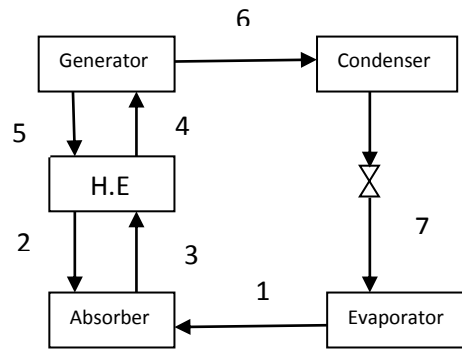 6
Generator
Condenser
5
4
H.E
2
3
7
1
Absorber
Evaporator